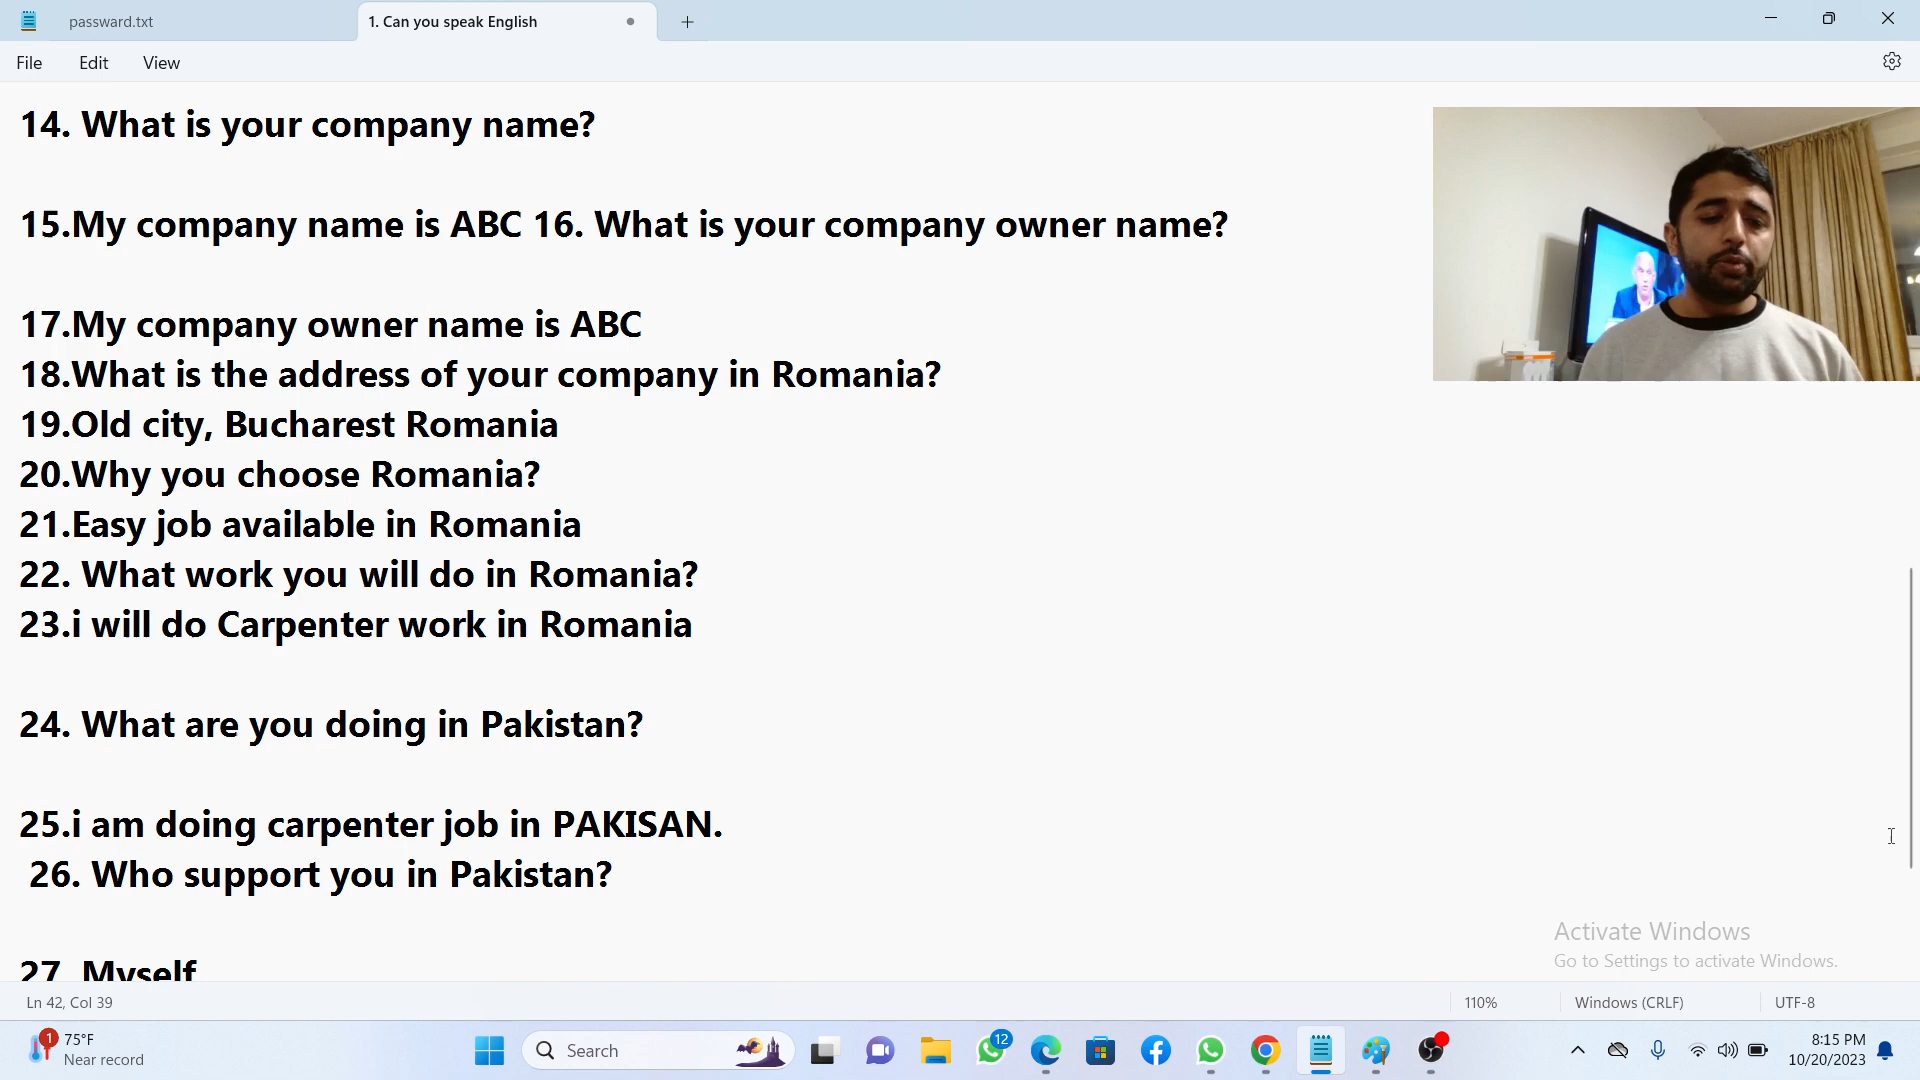 passward.txt
1. Can you speak English
File Edit View
14. What is your company name?
15.My company name is ABC 16. What is your company owner name?
17.My company owner name is ABC
18.What is the address of your company in Romania?
19.Old city, Bucharest Romania
20.Why you choose Romania?
21.Easy job available in Romania
22. What work you will do in Romania?
23.i will do Carpenter work in Romania
24. What are you doing in Pakistan?
25.i am doing carpenter job in PAKISAN.
26. Who support you in Pakistan?
27. Myself
Activate Windows
Go to Settings to activate Windows.
Ln 42, Col 39
110%
Windows (CRLF)
UTF-8
1
75°F
Near record
Search
12
8:15 PM
10/20/2023